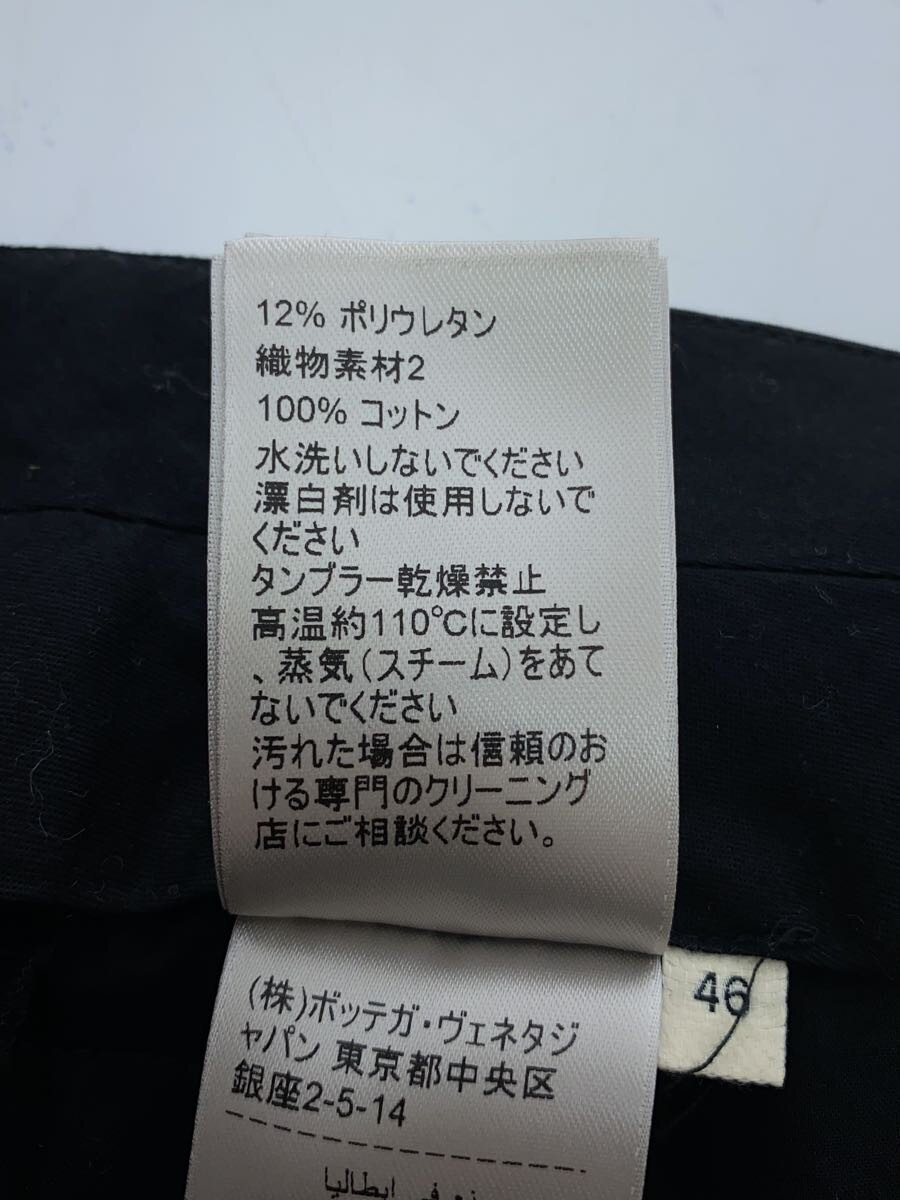 12% ポリウレタン
織物素材2
100% コットン
水洗いしないでください
漂白剤は使用しないで
ください
タンブラー乾燥禁止
高温約110℃に設定し
、蒸気(スチーム)をあて
ないでください
汚れた場合は信頼のお
ける専門のクリーニング
店にご相談ください。
(株)ボッテガ・ヴェネタジ
ャパン 東京都中央区
銀座2-5-14
46
في إيطاليا